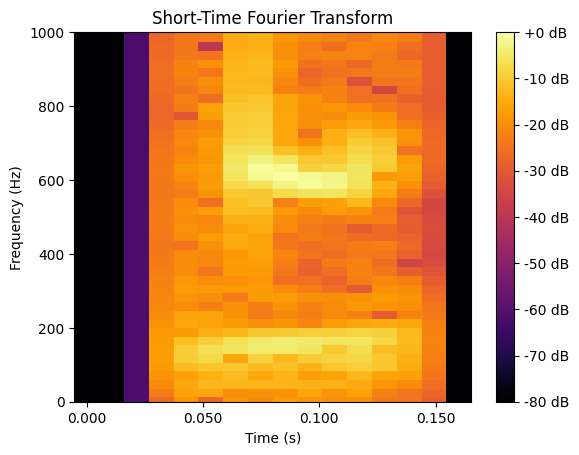 Short-Time Fourier Transform
1000
800
600
400
200
0
Frequency (Hz)
0.000
0.050
0.100
0.150
Time (s)
+0 dB
-10 dB
-20 dB
-30 dB
-40 dB
-50 dB
-60 dB
-70 dB
-80 dB